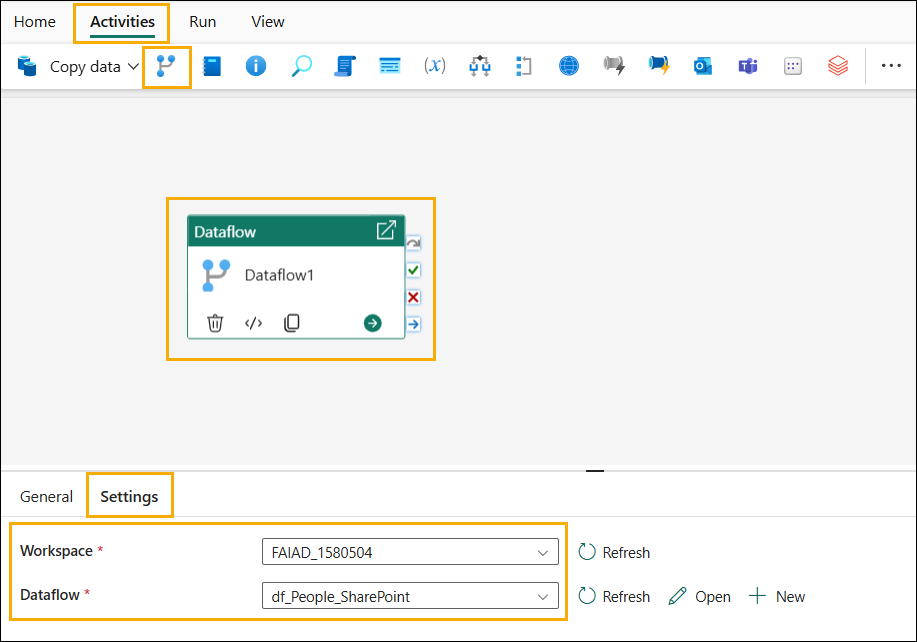 Home Activities Run View
Copy data (x)
Dataflow
Dataflow1
General Settings
Workspace * FAIAD_1580504 Refresh
Dataflow * df_People_SharePoint Refresh Open New